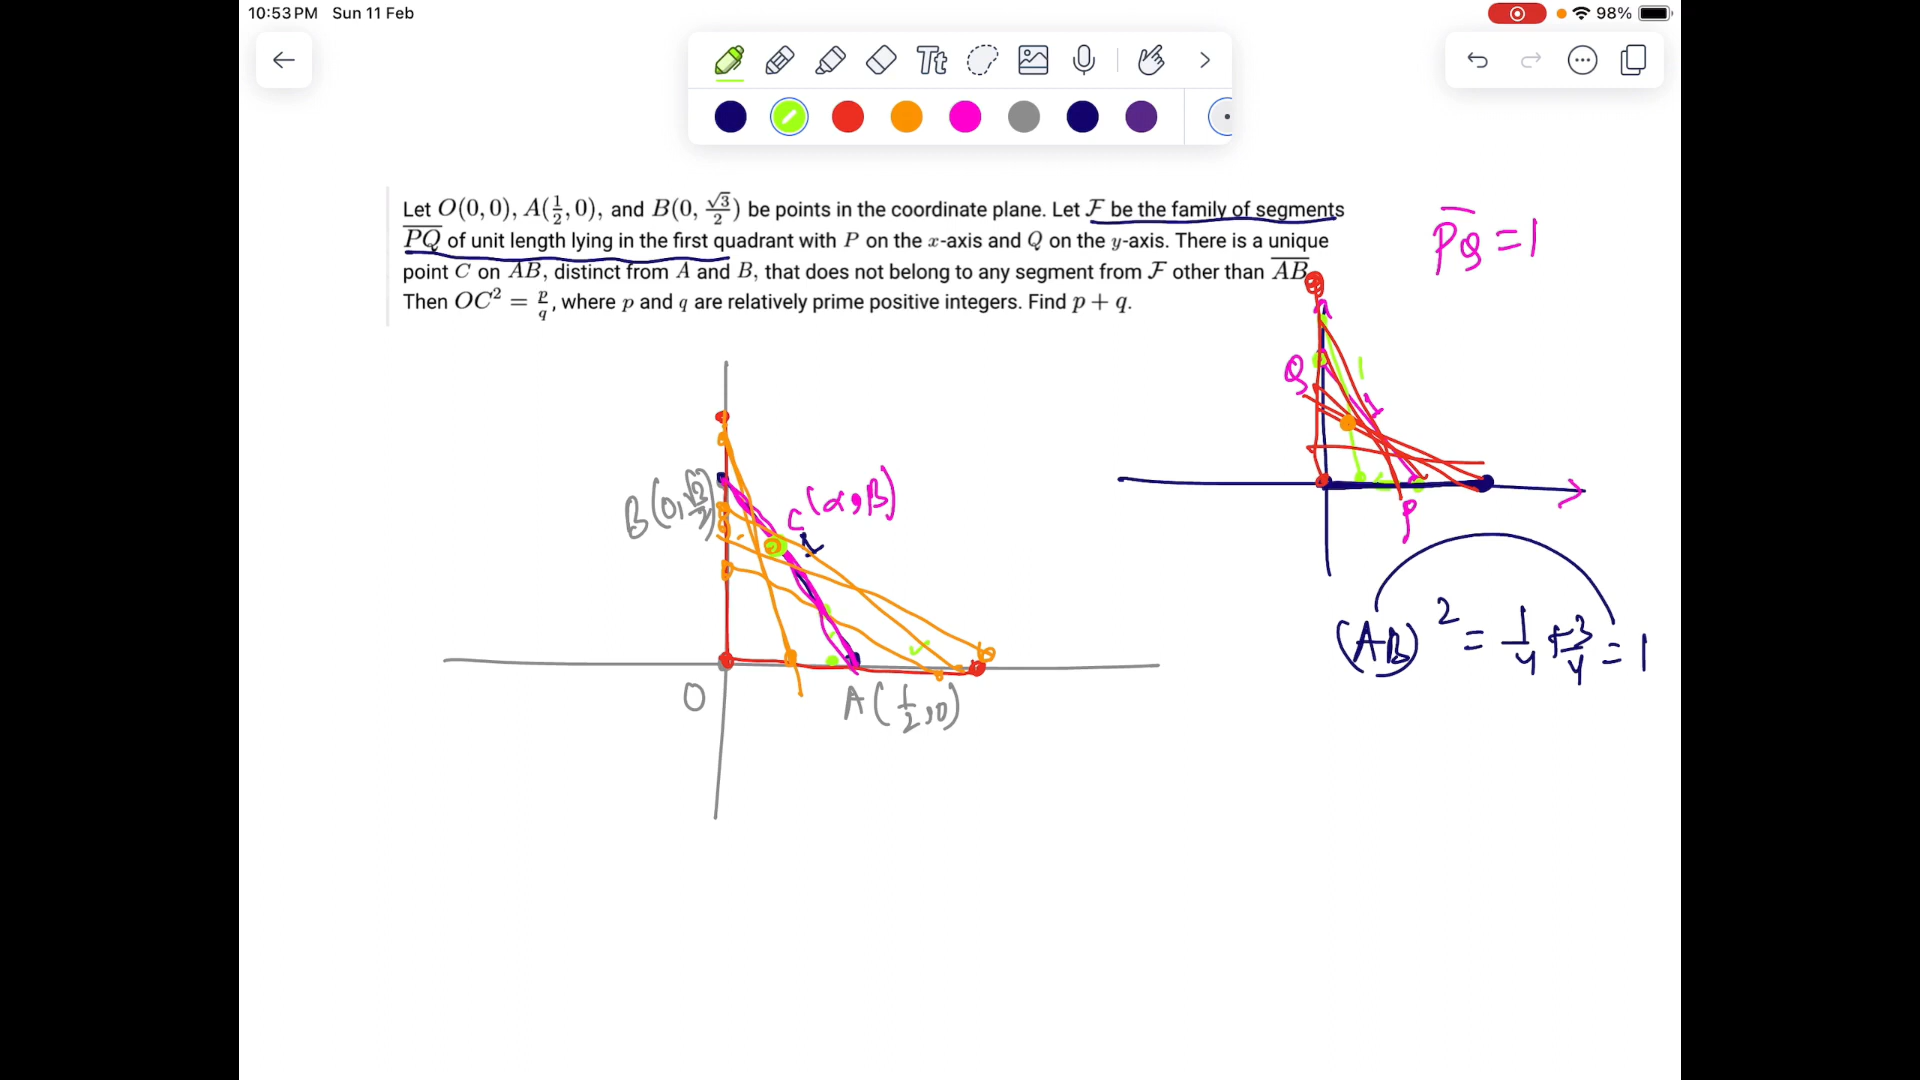 10:53 PM Sun 11 Feb
98%
Tt
Let O(0,0), A(1/2, 0), and B(0, √3/2) be points in the coordinate plane. Let F be the family of segments
PQ of unit length lying in the first quadrant with P on the x-axis and Q on the y-axis. There is a unique
point C on AB, distinct from A and B, that does not belong to any segment from F other than AB.
Then OC² = p/q, where p and q are relatively prime positive integers. Find p + q.
PQ = 1
Q
1
P
B(0, √3/2)
C(α, β)
O
A(1/2, 0)
(AB)² = 1/4 + 3/4 = 1